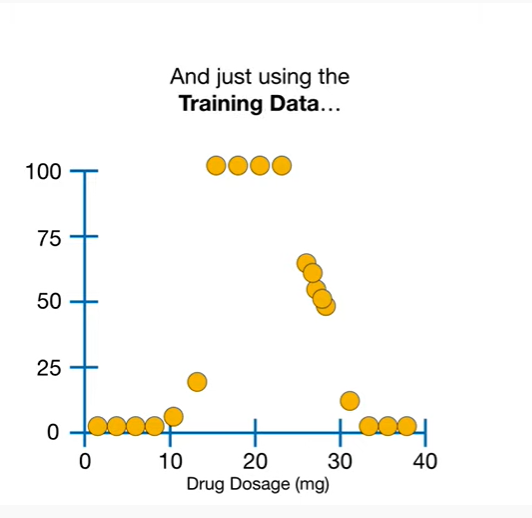 And just using the
Training Data...
100
75
50
25
0
0 10 20 30 40
Drug Dosage (mg)